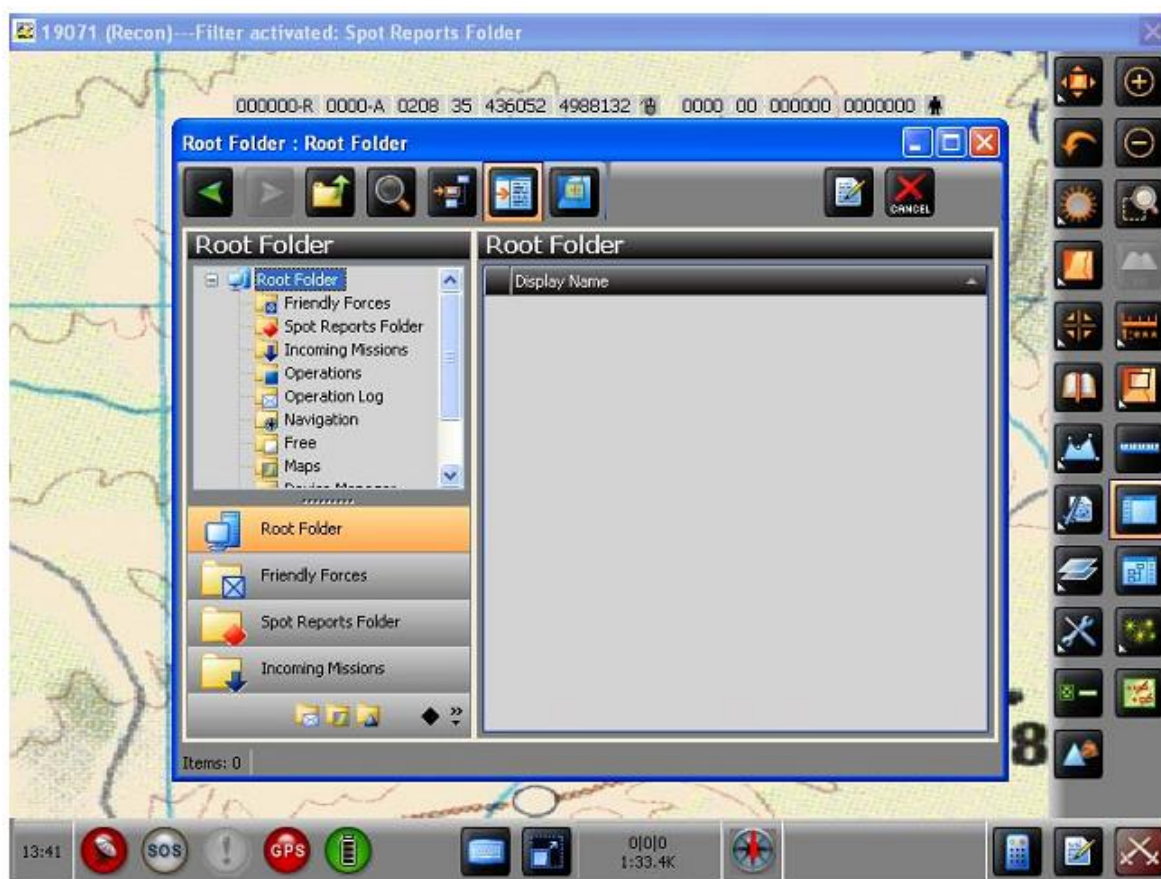 19071 (Recon)---Filter activated: Spot Reports Folder
000000-R 0000-A 0208 35 436052 4988132 0000 00 000000 0000000
Root Folder : Root Folder
CANCEL
Root Folder
Root Folder
Root Folder
Friendly Forces
Spot Reports Folder
Incoming Missions
Operations
Operation Log
Navigation
Free
Maps
Device Manager
Display Name
Root Folder
Friendly Forces
Spot Reports Folder
Incoming Missions
Items: 0
8
13:41
SOS
GPS
0|0|0
1:33.4K